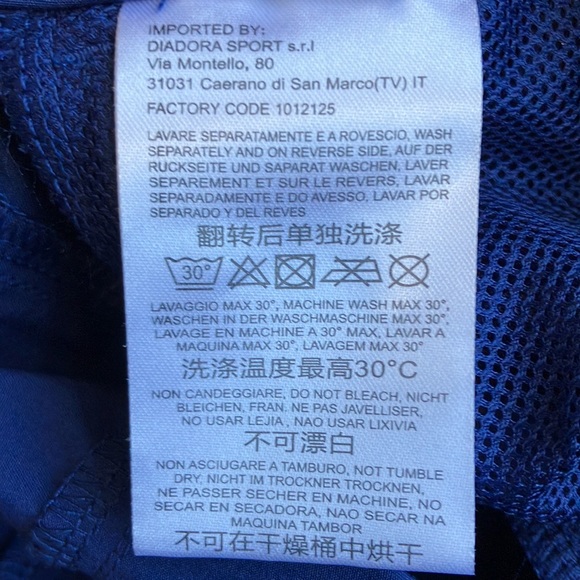 IMPORTED BY:
DIADORA SPORT s.r.l
Via Montello, 80
31031 Caerano di San Marco(TV) IT
FACTORY CODE 1012125
LAVARE SEPARATAMENTE E A ROVESCIO, WASH
SEPARATELY AND ON REVERSE SIDE, AUF DER
RUCKSEITE UND SAPARAT WASCHEN, LAVER
SEPAREMENT ET SUR LE REVERS, LAVAR
SEPARADAMENTE E DO AVESSO, LAVAR POR
SEPARADO Y DEL REVES
翻转后单独洗涤
30°
LAVAGGIO MAX 30°, MACHINE WASH MAX 30°,
WASCHEN IN DER WASCHMASCHINE MAX 30°,
LAVAGE EN MACHINE A 30° MAX, LAVAR A
MAQUINA MAX 30°, LAVAGEM MAX 30°
洗涤温度最高30°C
NON CANDEGGIARE, DO NOT BLEACH, NICHT
BLEICHEN, FRAN. NE PAS JAVELLISER,
NO USAR LEJIA , NAO USAR LIXIVIA
不可漂白
NON ASCIUGARE A TAMBURO, NOT TUMBLE
DRY, NICHT IM TROCKNER TROCKNEN,
NE PASSER SECHER EN MACHINE, NO
SECAR EN SECADORA, NAO SECAR NA
MAQUINA TAMBOR
不可在干燥桶中烘干